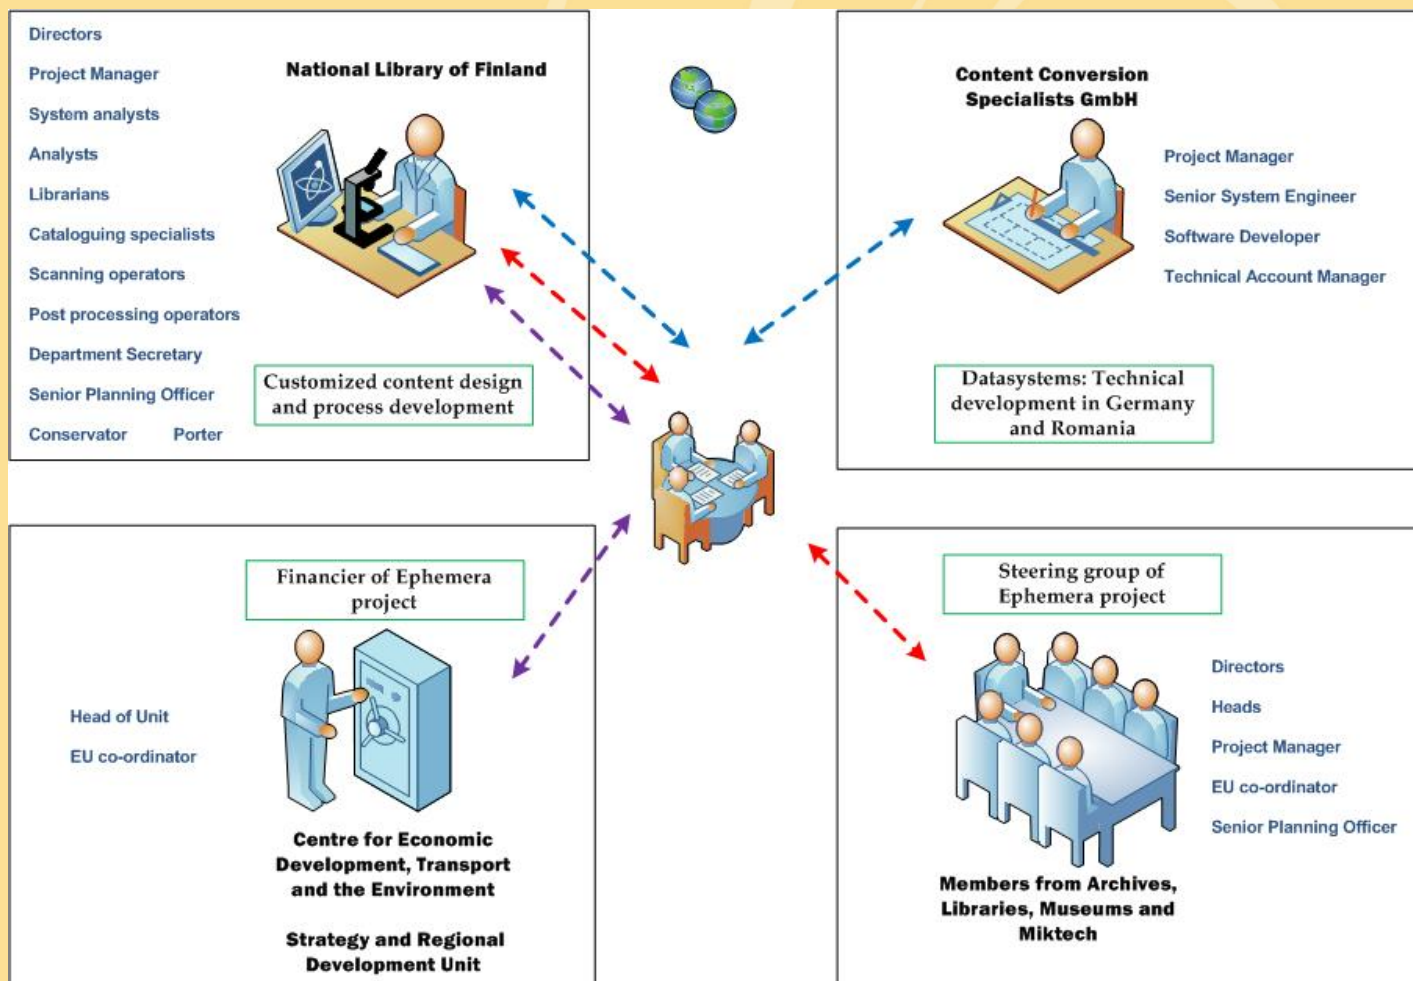 Directors
Project Manager
System analysts
Analysts
Librarians
Cataloguing specialists
Scanning operators
Post processing operators
Department Secretary
Senior Planning Officer
Conservator Porter
National Library of Finland
Customized content design
and process development
Content Conversion
Specialists GmbH
Project Manager
Senior System Engineer
Software Developer
Technical Account Manager
Datasystems: Technical
development in Germany
and Romania
Financier of Ephemera
project
Head of Unit
EU co-ordinator
Centre for Economic
Development, Transport
and the Environment
Strategy and Regional
Development Unit
Steering group of
Ephemera project
Directors
Heads
Project Manager
EU co-ordinator
Senior Planning Officer
Members from Archives,
Libraries, Museums and
Miktech